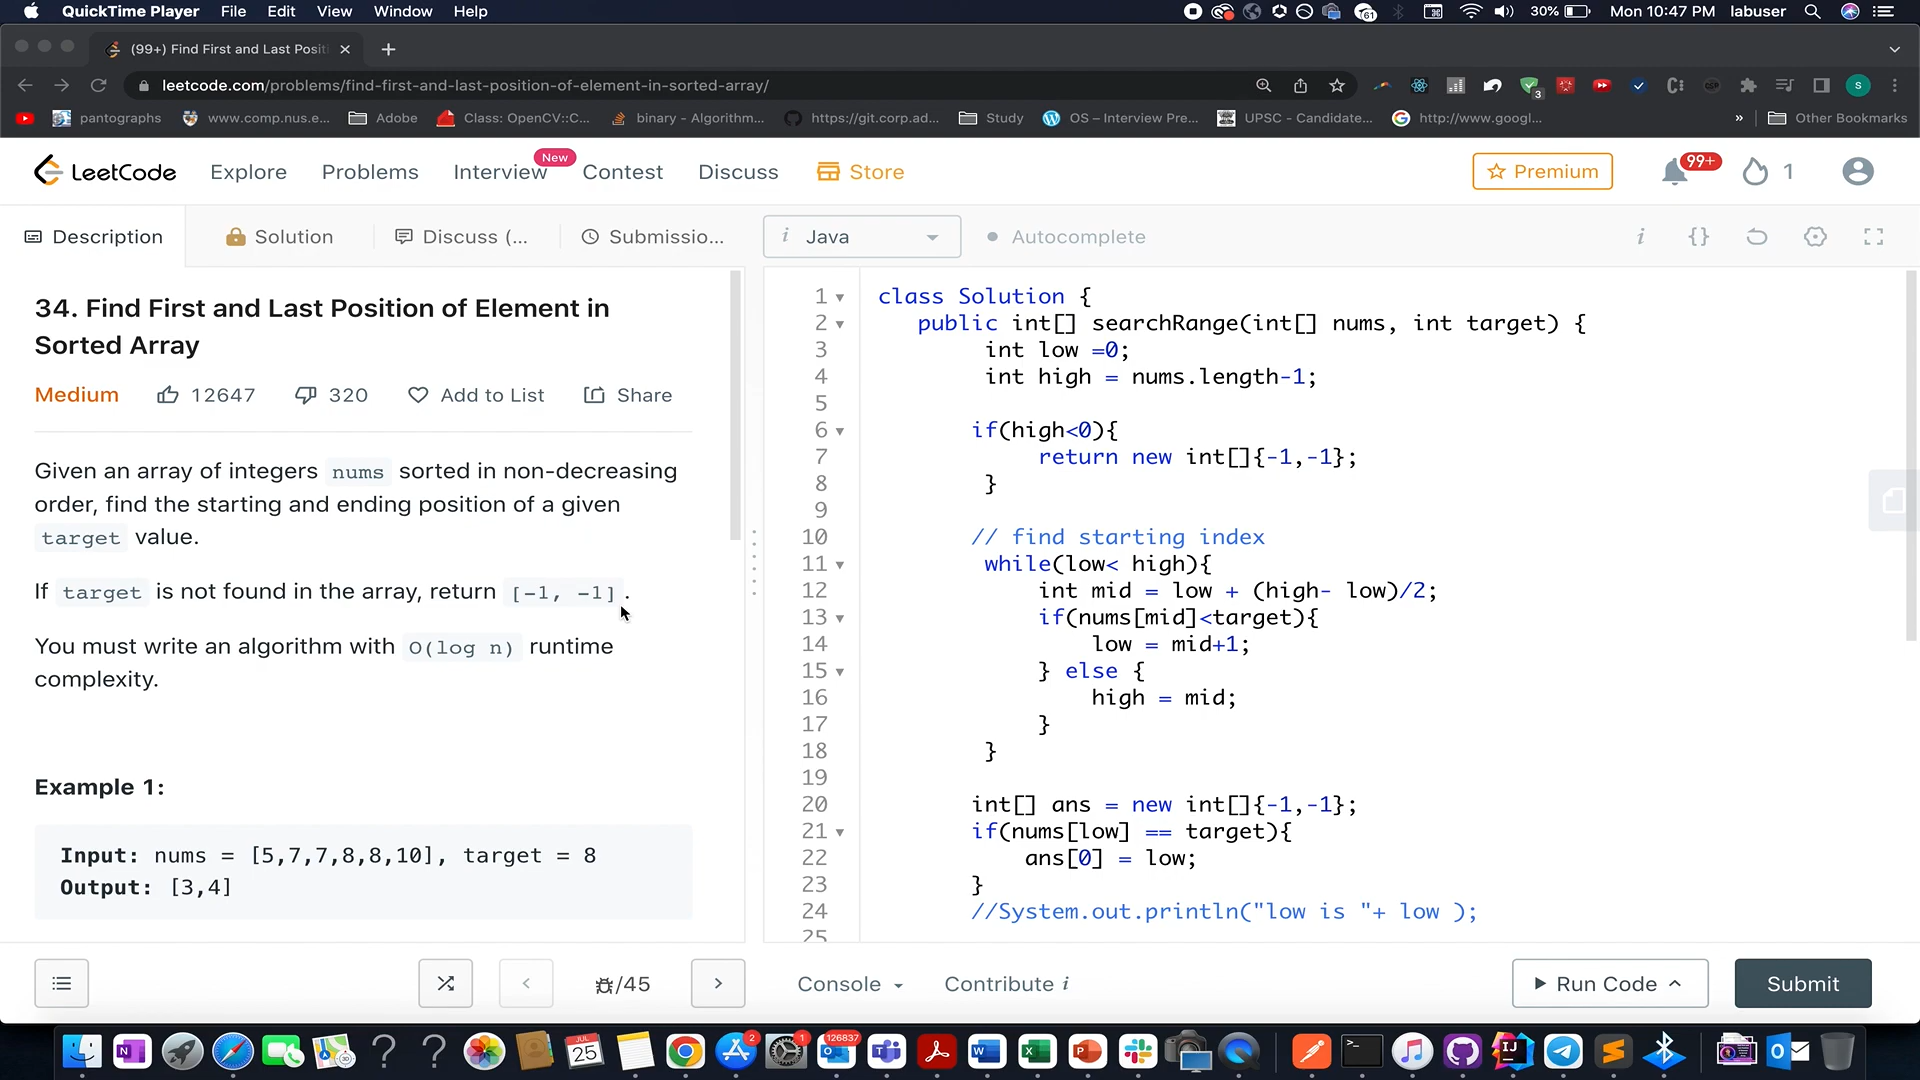 QuickTime Player File Edit View Window Help
61 30% Mon 10:47 PM labuser
(99+) Find First and Last Positi
leetcode.com/problems/find-first-and-last-position-of-element-in-sorted-array/
3 S
pantographs www.comp.nus.e... Adobe Class: OpenCV::C... binary - Algorithm... https://git.corp.ad... Study OS – Interview Pre... UPSC - Candidate... http://www.googl... » Other Bookmarks
LeetCode Explore Problems Interview New Contest Discuss Store Premium 99+ 1
Description Solution Discuss (... Submissio... i Java Autocomplete i {}
34. Find First and Last Position of Element in
Sorted Array
Medium 12647 320 Add to List Share
Given an array of integers nums sorted in non-decreasing
order, find the starting and ending position of a given
target value.
If target is not found in the array, return [-1, -1].
You must write an algorithm with O(log n) runtime
complexity.
Example 1:
Input: nums = [5,7,7,8,8,10], target = 8
Output: [3,4]
1 class Solution {
2 public int[] searchRange(int[] nums, int target) {
3 int low =0;
4 int high = nums.length-1;
5
6 if(high<0){
7 return new int[]{-1,-1};
8 }
9
10 // find starting index
11 while(low< high){
12 int mid = low + (high- low)/2;
13 if(nums[mid]<target){
14 low = mid+1;
15 } else {
16 high = mid;
17 }
18 }
19
20 int[] ans = new int[]{-1,-1};
21 if(nums[low] == target){
22 ans[0] = low;
23 }
24 //System.out.println("low is "+ low );
25
/45 Console Contribute i Run Code Submit
N JUL 25 2 1 126837 W X P IJ